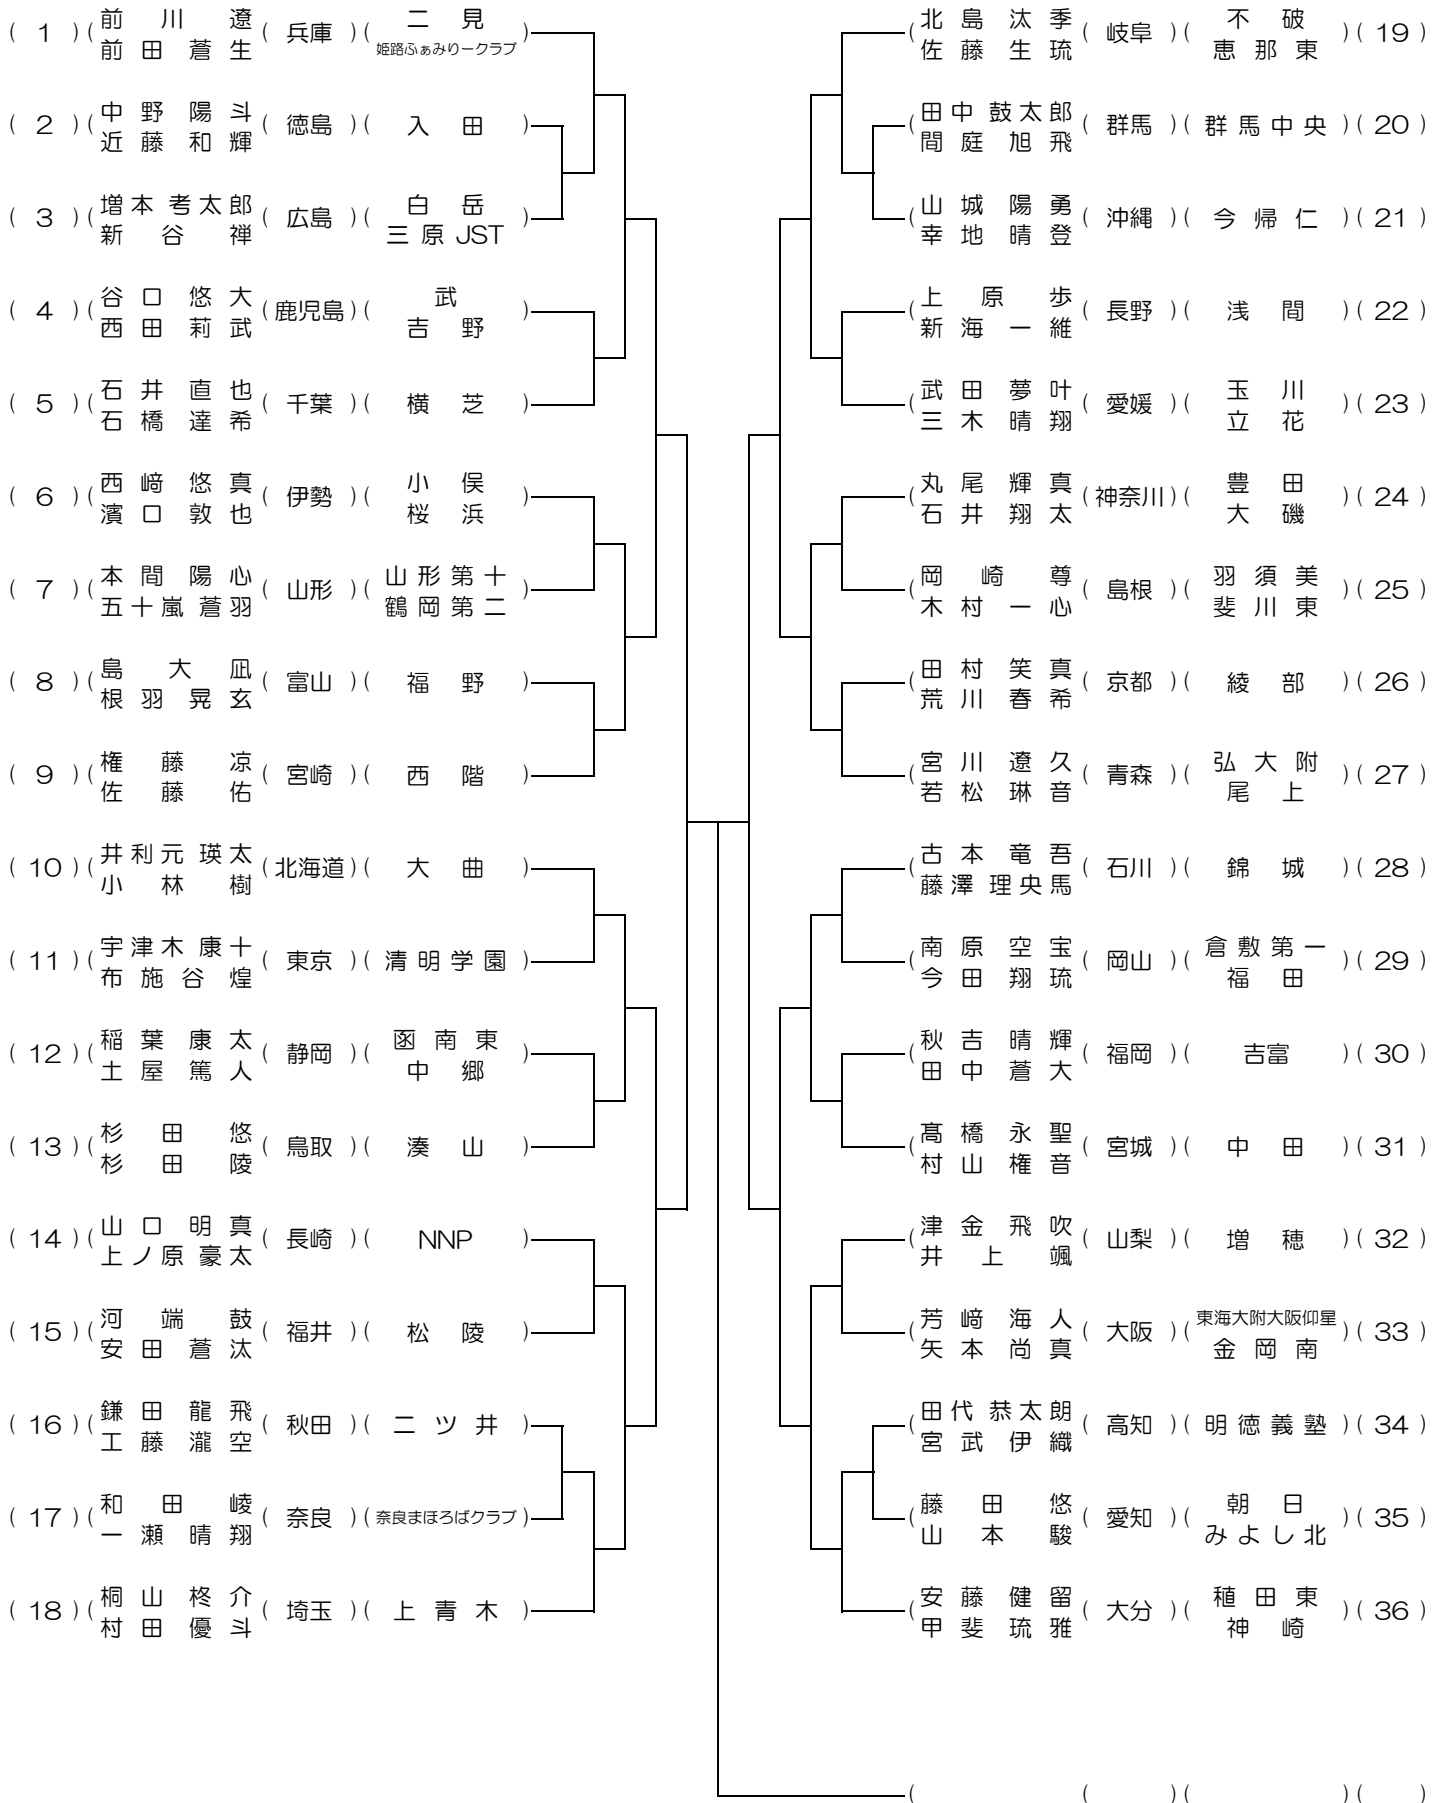 ( 1 ) ( 前川 遼 ( 兵庫 ) ( 二見 )
前田 蒼生 姫路ふぁみりークラブ
( 2 ) ( 中野 陽斗 ( 徳島 ) ( 入田 )
近藤 和輝
( 3 ) ( 増本 考太郎 ( 広島 ) ( 白岳 )
新谷 禅 三原JST
( 4 ) ( 谷口 悠大 ( 鹿児島 ) ( 武 )
西田 莉武 吉野
( 5 ) ( 石井 直也 ( 千葉 ) ( 横芝 )
石橋 達希
( 6 ) ( 西﨑 悠真 ( 伊勢 ) ( 小俣 )
濱口 敦也 桜浜
( 7 ) ( 本間 陽心 ( 山形 ) ( 山形第十 )
五十嵐 蒼羽 鶴岡第二
( 8 ) ( 島 大凪 ( 富山 ) ( 福野 )
根羽 晃玄
( 9 ) ( 権藤 凉 ( 宮崎 ) ( 西階 )
佐藤 佑
( 10 ) ( 井利元 瑛太 ( 北海道 ) ( 大曲 )
小林 樹
( 11 ) ( 宇津木 康十 ( 東京 ) ( 清明学園 )
布施谷 煌
( 12 ) ( 稲葉 康太 ( 静岡 ) ( 函南東 )
土屋 篤人 中郷
( 13 ) ( 杉田 悠 ( 鳥取 ) ( 湊山 )
杉田 陵
( 14 ) ( 山口 明真 ( 長崎 ) ( NNP )
上ノ原 豪太
( 15 ) ( 河端 鼓 ( 福井 ) ( 松陵 )
安田 蒼汰
( 16 ) ( 鎌田 龍飛 ( 秋田 ) ( 二ツ井 )
工藤 瀧空
( 17 ) ( 和田 崚 ( 奈良 ) ( 奈良まほろばクラブ )
一瀬 晴翔
( 18 ) ( 桐山 柊介 ( 埼玉 ) ( 上青木 )
村田 優斗
( 北島 汰季 ( 岐阜 ) ( 不破 ) ( 19 )
佐藤 生琉 恵那東
( 田中 鼓太郎 ( 群馬 ) ( 群馬中央 ) ( 20 )
間庭 旭飛
( 山城 陽勇 ( 沖縄 ) ( 今帰仁 ) ( 21 )
幸地 晴登
( 上原 歩 ( 長野 ) ( 浅間 ) ( 22 )
新海 一維
( 武田 夢叶 ( 愛媛 ) ( 玉川 ) ( 23 )
三木 晴翔 立花
( 丸尾 輝真 ( 神奈川 ) ( 豊田 ) ( 24 )
石井 翔太 大磯
( 岡崎 尊 ( 島根 ) ( 羽須美 ) ( 25 )
木村 一心 斐川東
( 田村 笑真 ( 京都 ) ( 綾部 ) ( 26 )
荒川 春希
( 宮川 遼久 ( 青森 ) ( 弘大附 ) ( 27 )
若松 琳音 尾上
( 古本 竜吾 ( 石川 ) ( 錦城 ) ( 28 )
藤澤 理央馬
( 南原 空宝 ( 岡山 ) ( 倉敷第一 ) ( 29 )
今田 翔琉 福田
( 秋吉 晴輝 ( 福岡 ) ( 吉富 ) ( 30 )
田中 蒼大
( 髙橋 永聖 ( 宮城 ) ( 中田 ) ( 31 )
村山 権音
( 津金 飛吹 ( 山梨 ) ( 増穂 ) ( 32 )
井上 颯
( 芳﨑 海人 ( 大阪 ) ( 東海大附大阪仰星 ) ( 33 )
矢本 尚真 金岡南
( 田代 恭太朗 ( 高知 ) ( 明徳義塾 ) ( 34 )
宮武 伊織
( 藤田 悠 ( 愛知 ) ( 朝日 ) ( 35 )
山本 駿 みよし北
( 安藤 健留 ( 大分 ) ( 稙田東 ) ( 36 )
甲斐 琉雅 神崎
( ( ) ( ) ( )